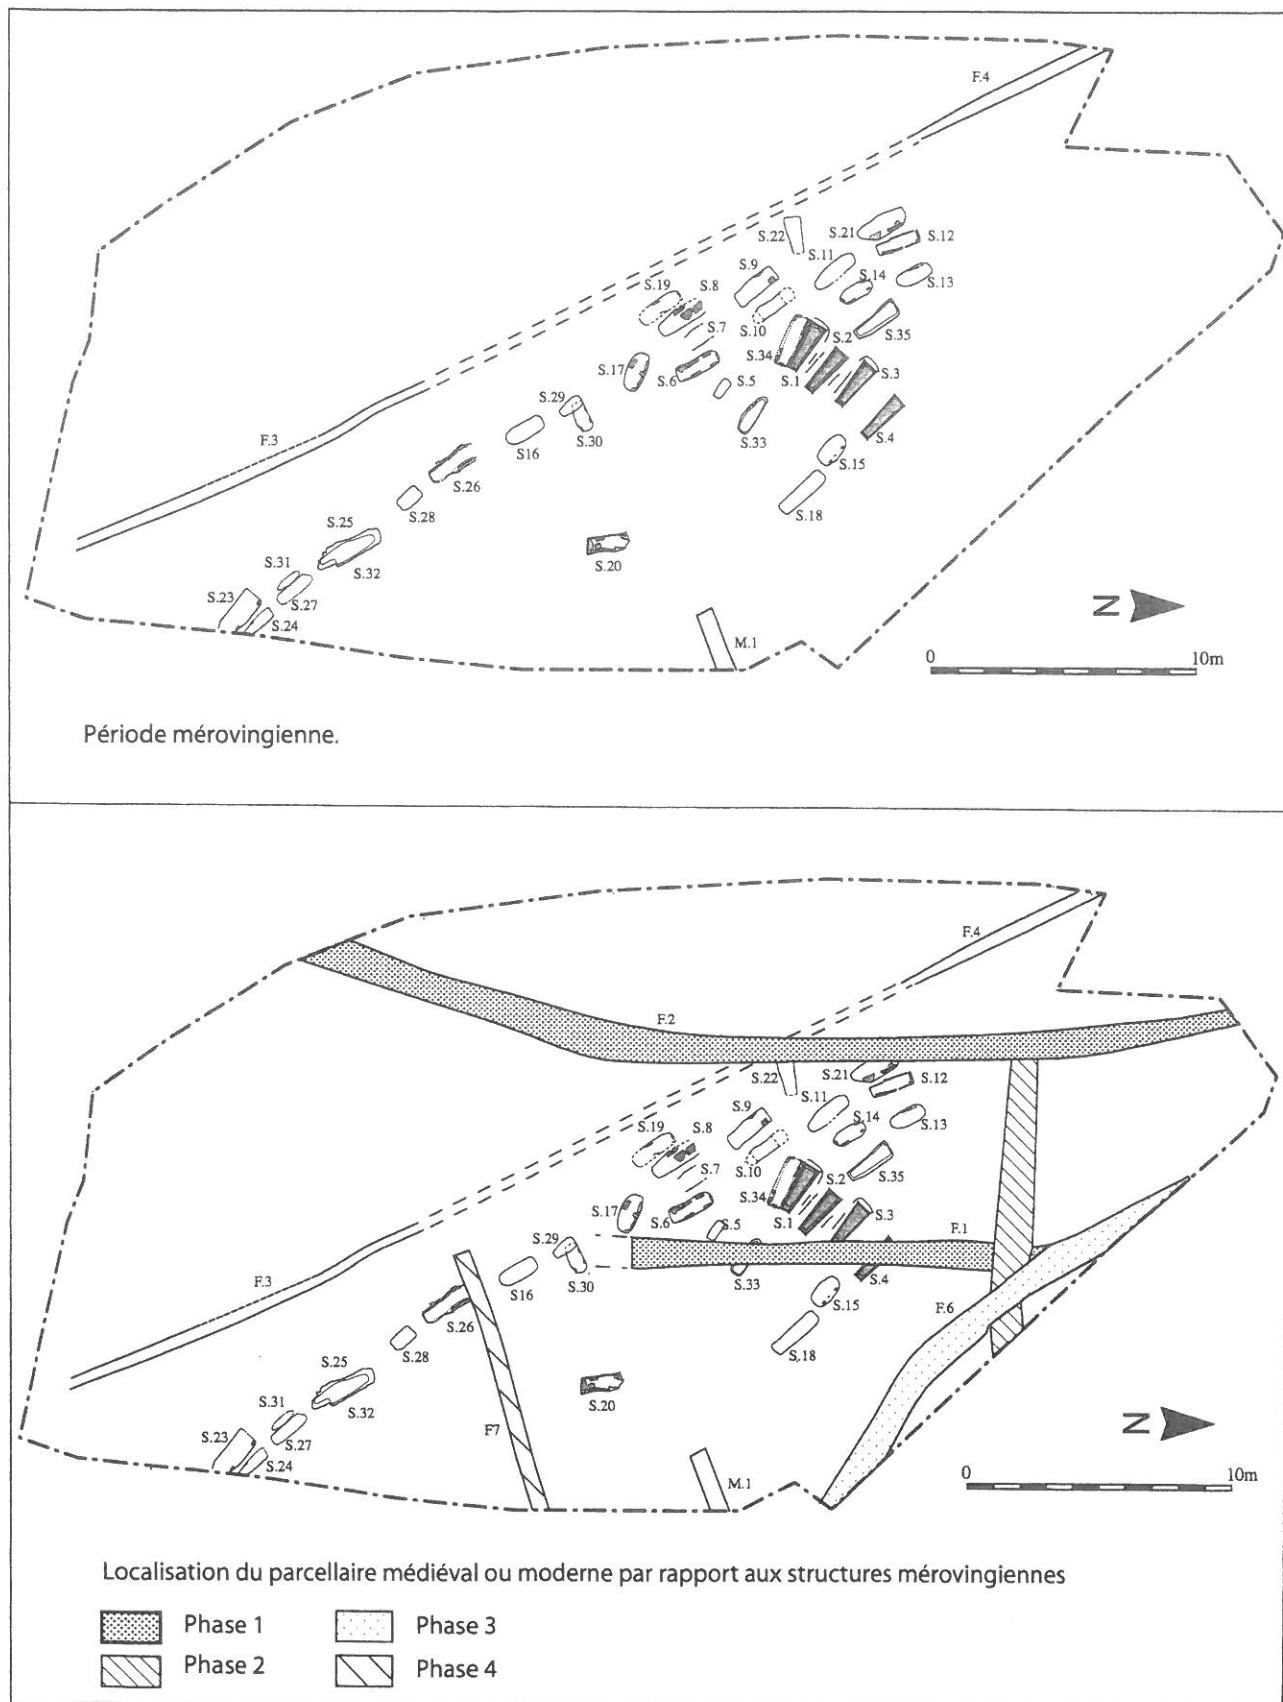 F.4
S.22
S.21
S.12
S.11
S.9
S.14
S.13
S.19
S.8
S.10
S.7
S.2
S.35
S.34
S.17
S.6
S.5
S.1
S.3
S.29
S.30
S.33
S.4
F.3
S16
S.15
S.26
S.28
S.18
S.25
S.31
S.32
S.20
S.23
S.27
S.24
M.1
N
0 10m
Période mérovingienne.
F.4
F.2
S.22
S.21
S.12
S.11
S.9
S.14
S.13
S.19
S.8
S.10
S.7
S.2
S.35
S.34
S.17
S.6
S.5
S.1
S.3
F.1
S.29
S.30
S.33
S.4
F.3
S16
S.15
F.6
S.26
S.28
S.18
S.25
S.31
S.32
S.20
S.23
S.27
S.24
F7
M.1
N
0 10m
Localisation du parcellaire médiéval ou moderne par rapport aux structures mérovingiennes
Phase 1 Phase 3
Phase 2 Phase 4